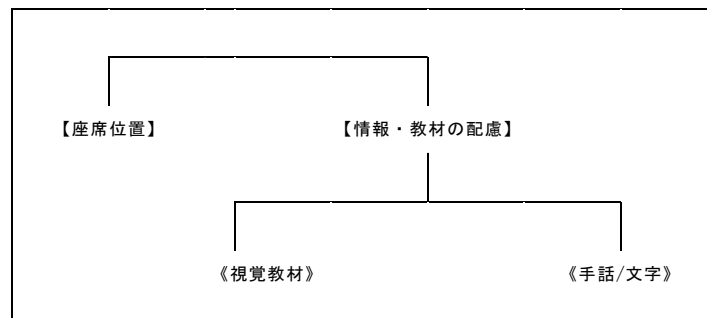 【座席位置】
【情報・教材の配慮】
《視覚教材》
《手話/文字》